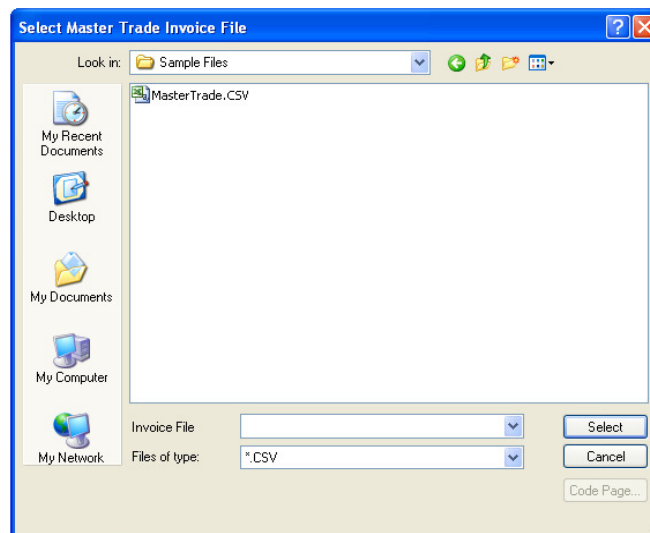 Select Master Trade Invoice File
Look in: Sample Files
MasterTrade.CSV
My Recent
Documents
Desktop
My Documents
My Computer
My Network
Invoice File
Select
Files of type: *.CSV
Cancel
Code Page...